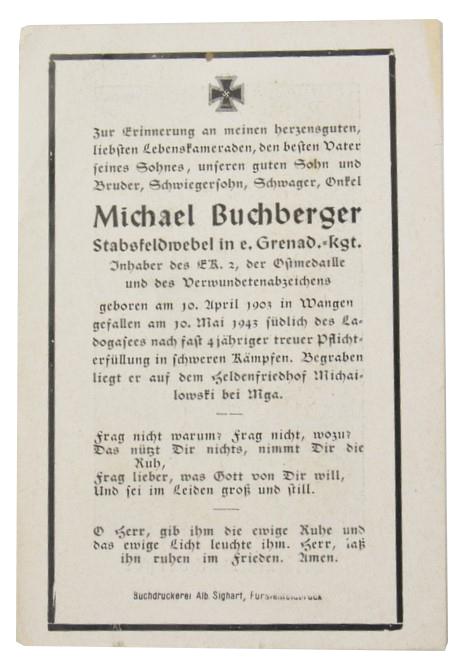 Zur Erinnerung an meinen herzensguten,
liebsten Lebenskameraden, den besten Vater
seines Sohnes, unseren guten Sohn und
Bruder, Schwiegersohn, Schwager, Onkel
Michael Buchberger
Stabsfeldwebel in e. Grenad.-Rgt.
Inhaber des EK. 2, der Ostmedaille
und des Verwundetenabzeichens
geboren am 10. April 1903 in Wangen
gefallen am 10. Mai 1943 südlich des La-
dogasees nach fast 4jähriger treuer Pflicht-
erfüllung in schweren Kämpfen. Begraben
liegt er auf dem Heldenfriedhof Michai-
lowski bei Mga.
Frag nicht warum? Frag nicht, wozu?
Das nützt Dir nichts, nimmt Dir die
Ruh,
Frag lieber, was Gott von Dir will,
Und sei im Leiden groß und still.
O Herr, gib ihm die ewige Ruhe und
das ewige Licht leuchte ihm. Herr, laß
ihn ruhen im Frieden. Amen.
Buchdruckerei Alb. Sighart, Fürstenfeldbruck